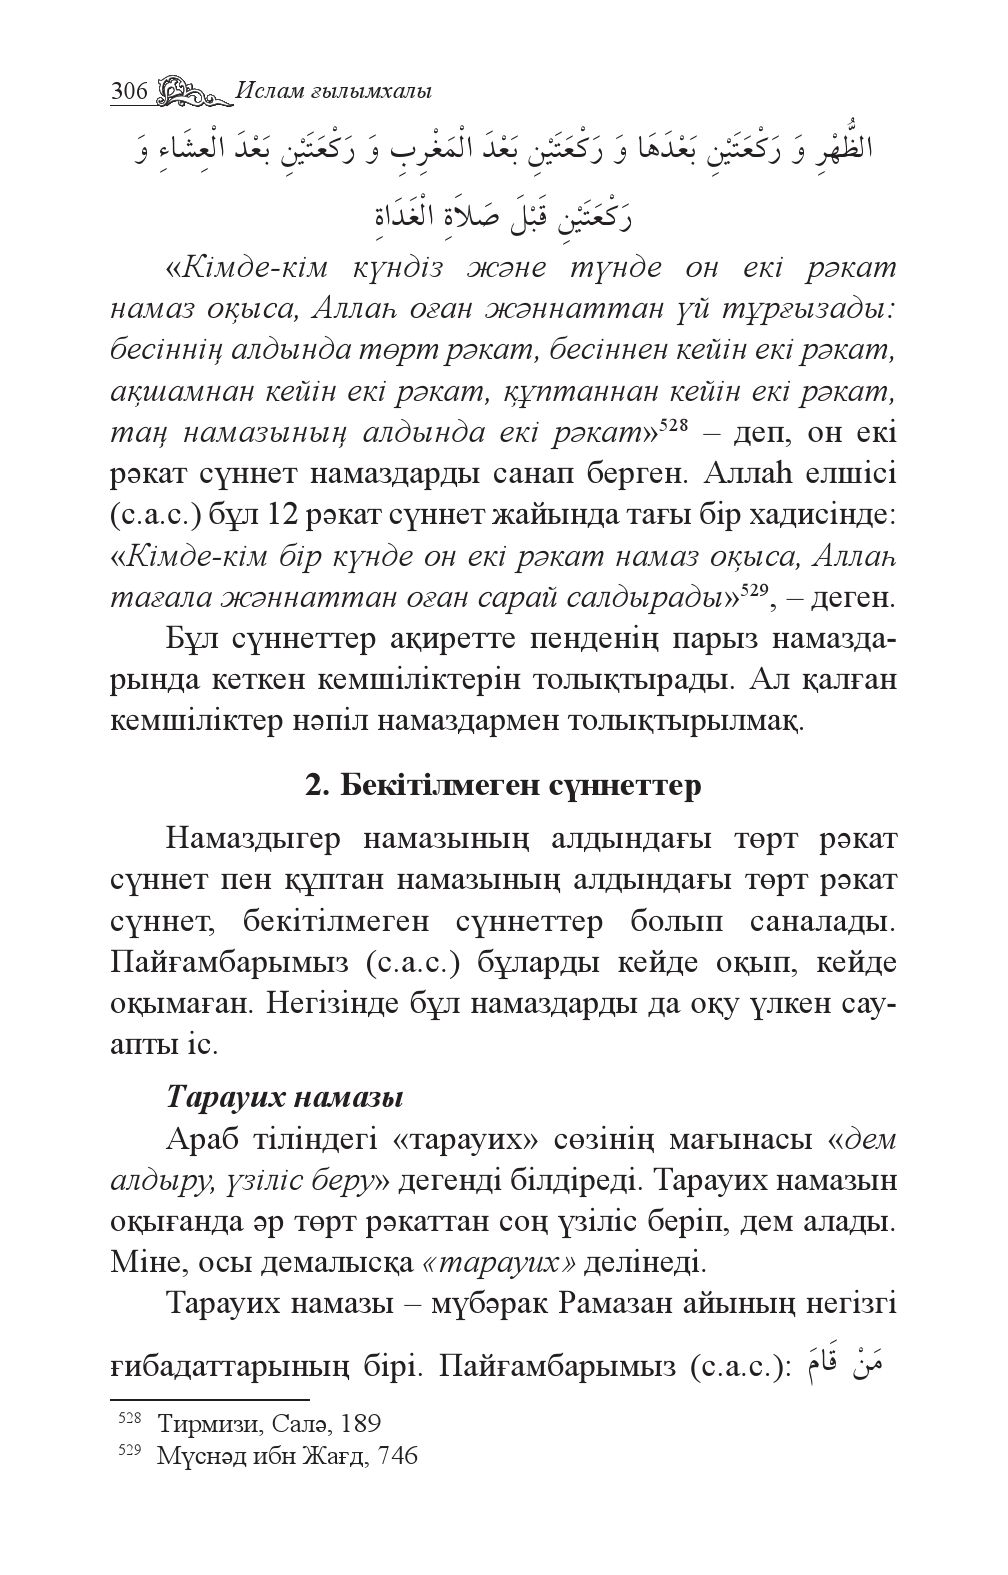 306 Ислам ғылымхалы
الظُّهْرِ وَ رَكْعَتَيْنِ بَعْدَهَا وَ رَكْعَتَيْنِ بَعْدَ الْمَغْرِبِ وَ رَكْعَتَيْنِ بَعْدَ الْعِشَاءِ وَ
رَكْعَتَيْنِ قَبْلَ صَلاَةِ الْغَدَاةِ
«Кімде-кім күндіз және түнде он екі рәкат
намаз оқыса, Аллаһ оған жәннаттан үй тұрғызады:
бесіннің алдында төрт рәкат, бесіннен кейін екі рәкат,
ақшамнан кейін екі рәкат, құптаннан кейін екі рәкат,
таң намазының алдында екі рәкат»528 – деп, он екі
рәкат сүннет намаздарды санап берген. Аллаһ елшісі
(с.а.с.) бұл 12 рәкат сүннет жайында тағы бір хадисінде:
«Кімде-кім бір күнде он екі рәкат намаз оқыса, Аллаһ
тағала жәннаттан оған сарай салдырады»529, – деген.
Бұл сүннеттер ақиретте пенденің парыз намазда-
рында кеткен кемшіліктерін толықтырады. Ал қалған
кемшіліктер нәпіл намаздармен толықтырылмақ.
2. Бекітілмеген сүннеттер
Намаздыгер намазының алдындағы төрт рәкат
сүннет пен құптан намазының алдындағы төрт рәкат
сүннет, бекітілмеген сүннеттер болып саналады.
Пайғамбарымыз (с.а.с.) бұларды кейде оқып, кейде
оқымаған. Негізінде бұл намаздарды да оқу үлкен сау-
апты іс.
Тарауих намазы
Араб тіліндегі «тарауих» сөзінің мағынасы «дем
алдыру, үзіліс беру» дегенді білдіреді. Тарауих намазын
оқығанда әр төрт рәкаттан соң үзіліс беріп, дем алады.
Міне, осы демалысқа «тарауих» делінеді.
Тарауих намазы – мүбәрак Рамазан айының негізгі
ғибадаттарының бірі. Пайғамбарымыз (с.а.с.): مَنْ قَامَ
528 Тирмизи, Салә, 189
529 Мүснәд ибн Жағд, 746